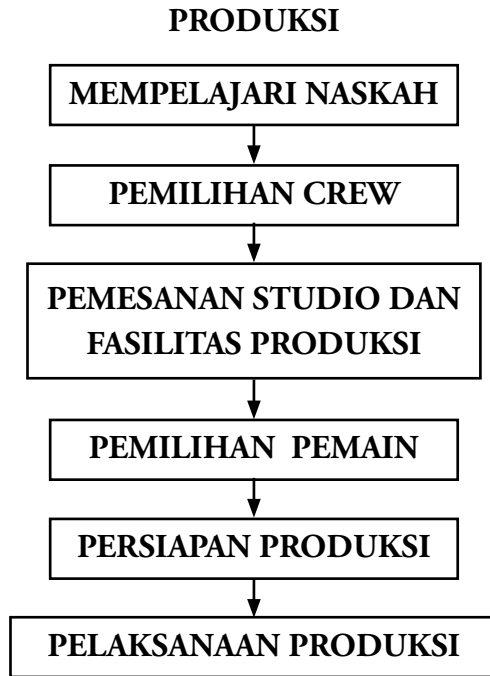 PRODUKSI
MEMPELAJARI NASKAH
PEMILIHAN CREW
PEMESANAN STUDIO DAN
FASILITAS PRODUKSI
PEMILIHAN PEMAIN
PERSIAPAN PRODUKSI
PELAKSANAAN PRODUKSI